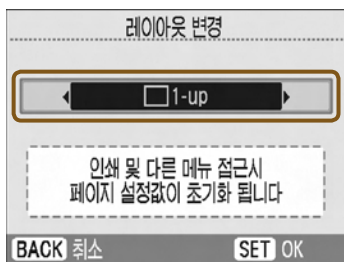 레이아웃 변경
1-up
인쇄 및 다른 메뉴 접근시
페이지 설정값이 초기화 됩니다
BACK 취소 SET OK